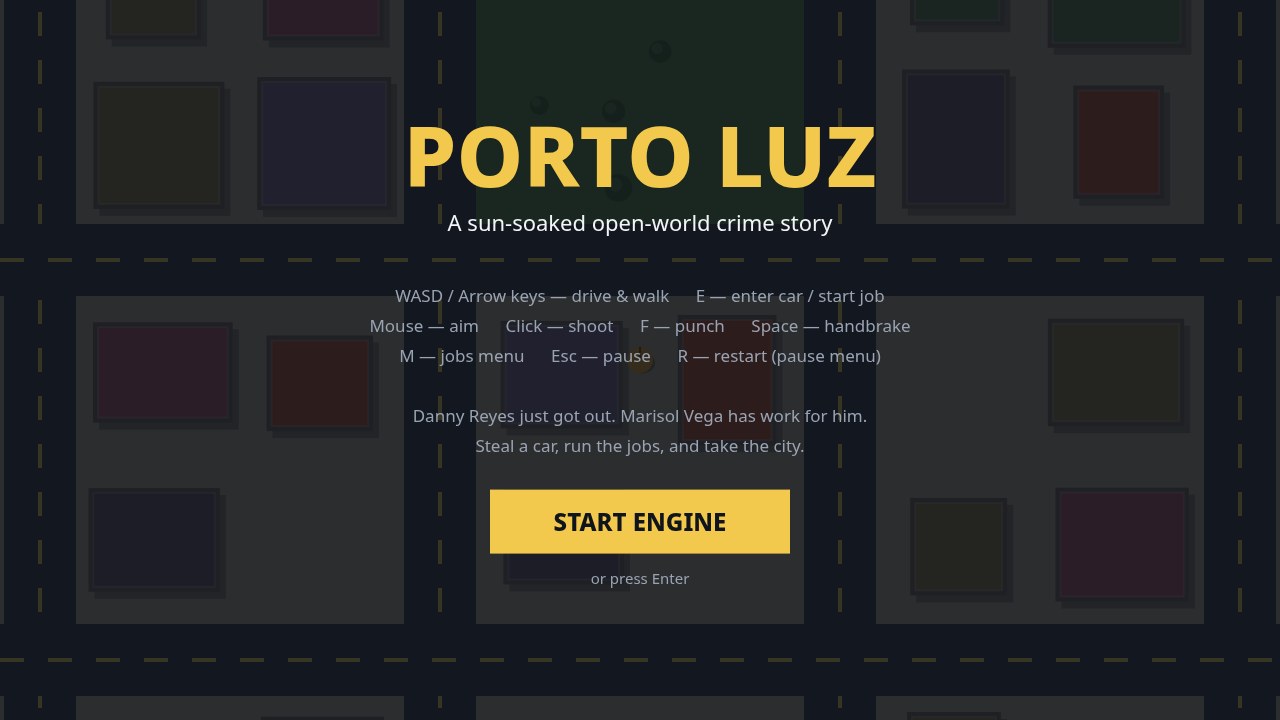 PORTO LUZ
A sun-soaked open-world crime story
WASD / Arrow keys — drive & walk E — enter car / start job
Mouse — aim Click — shoot F — punch Space — handbrake
M — jobs menu Esc — pause R — restart (pause menu)
Danny Reyes just got out. Marisol Vega has work for him.
Steal a car, run the jobs, and take the city.
START ENGINE
or press Enter